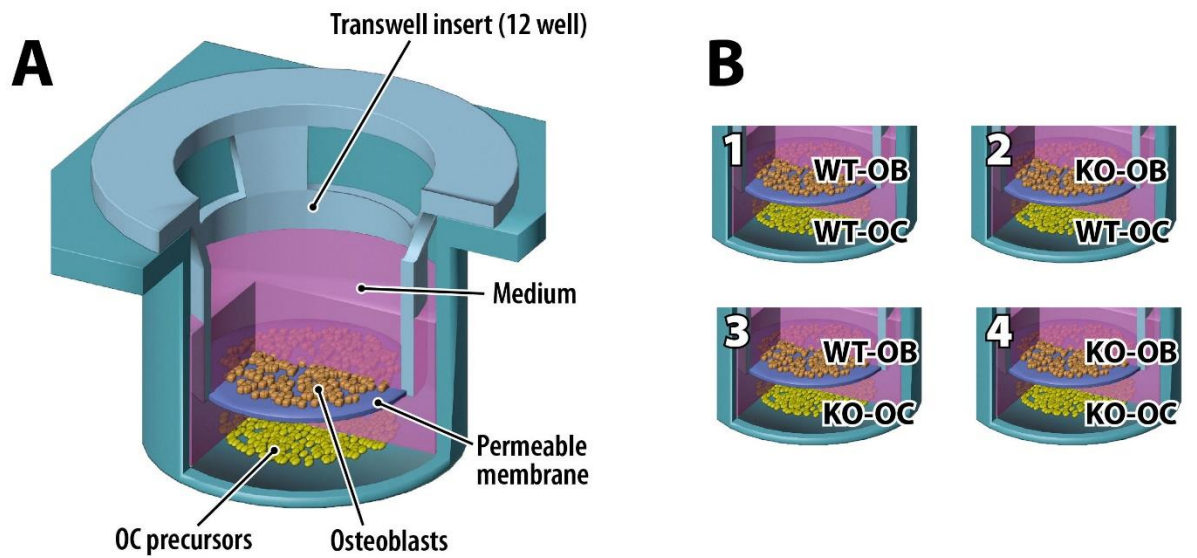 A
Transwell insert (12 well)
Medium
Permeable
membrane
OC precursors
Osteoblasts
B
1
WT-OB
WT-OC
2
KO-OB
WT-OC
3
WT-OB
KO-OC
4
KO-OB
KO-OC